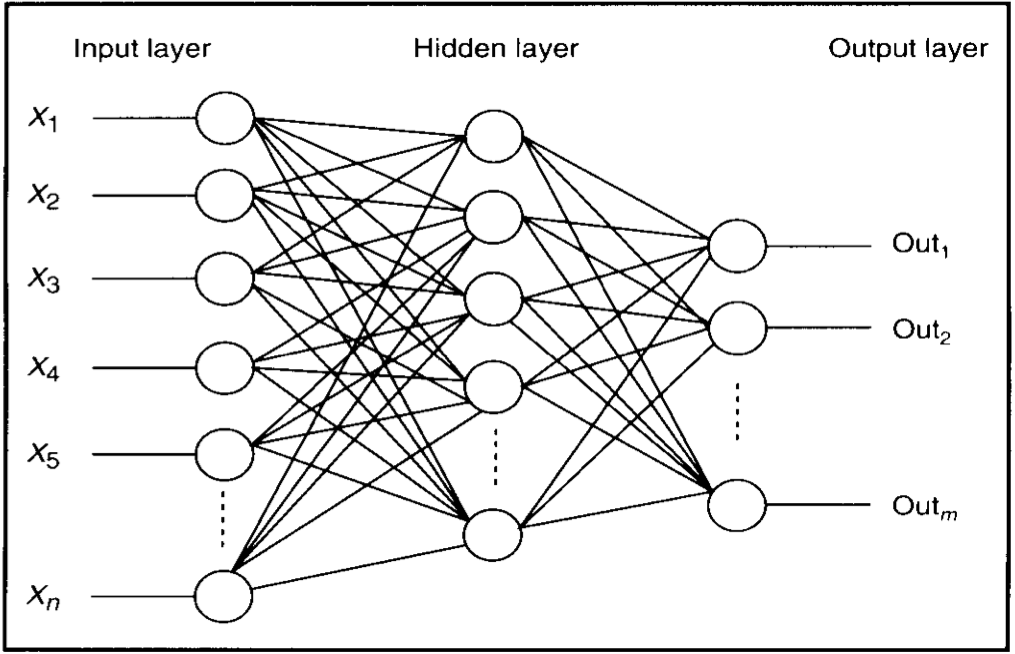 Input layer Hidden layer Output layer
X1
X2
X3
X4
X5
Xn
Out1
Out2
Outm